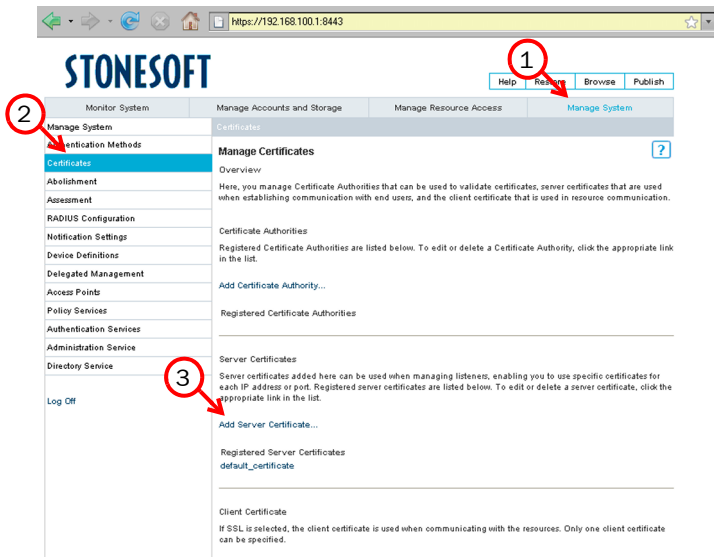 https://192.168.100.1:8443
STONESOFT
1
Help Restore Browse Publish
Monitor System Manage Accounts and Storage Manage Resource Access Manage System
2
Manage System
Authentication Methods
Certificates
Abolishment
Assessment
RADIUS Configuration
Notification Settings
Device Definitions
Delegated Management
Access Points
Policy Services
Authentication Services
Administration Service
Directory Service
Log Off
Certificates
Manage Certificates
?
Overview
Here, you manage Certificate Authorities that can be used to validate certificates, server certificates that are used
when establishing communication with end users, and the client certificate that is used in resource communication.
Certificate Authorities
Registered Certificate Authorities are listed below. To edit or delete a Certificate Authority, click the appropriate link
in the list.
Add Certificate Authority...
Registered Certificate Authorities
Server Certificates
3
Server certificates added here can be used when managing listeners, enabling you to use specific certificates for
each IP address or port. Registered server certificates are listed below. To edit or delete a server certificate, click the
appropriate link in the list.
Add Server Certificate...
Registered Server Certificates
default_certificate
Client Certificate
If SSL is selected, the client certificate is used when communicating with the resources. Only one client certificate
can be specified.